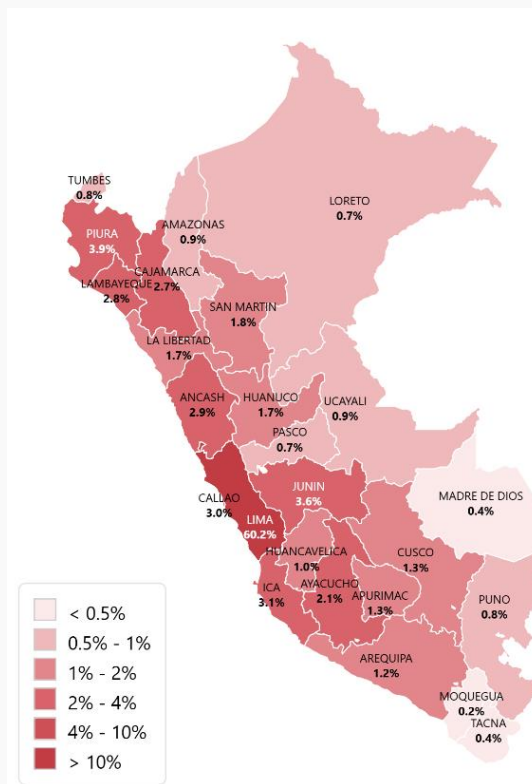 TUMBES
0.8%
PIURA
3.9%
LORETO
0.7%
AMAZONAS
0.9%
CAJAMARCA
2.7%
LAMBAYEQUE
2.8%
SAN MARTIN
1.8%
LA LIBERTAD
1.7%
ANCASH
2.9%
HUANUCO
1.7%
UCAYALI
0.9%
PASCO
0.7%
JUNIN
3.6%
CALLAO
3.0%
LIMA
60.2%
MADRE DE DIOS
0.4%
HUANCAVELICA
1.0%
CUSCO
1.3%
ICA
3.1%
AYACUCHO
2.1%
APURIMAC
1.3%
PUNO
0.8%
AREQUIPA
1.2%
MOQUEGUA
0.2%
TACNA
0.4%
< 0.5%
0.5% - 1%
1% - 2%
2% - 4%
4% - 10%
> 10%